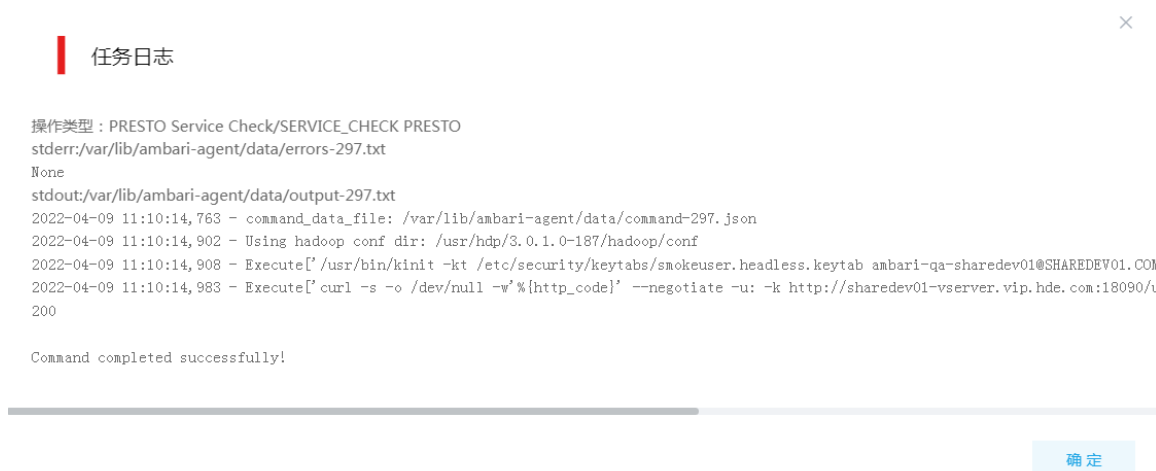 任务日志
操作类型：PRESTO Service Check/SERVICE_CHECK PRESTO
stderr:/var/lib/ambari-agent/data/errors-297.txt
None
stdout:/var/lib/ambari-agent/data/output-297.txt
2022-04-09 11:10:14,763 - command_data_file: /var/lib/ambari-agent/data/command-297.json
2022-04-09 11:10:14,902 - Using hadoop conf dir: /usr/hdp/3.0.1.0-187/hadoop/conf
2022-04-09 11:10:14,908 - Execute['/usr/bin/kinit -kt /etc/security/keytabs/smokeuser.headless.keytab ambari-qa-sharedev01@SHAREDEV01.COM
2022-04-09 11:10:14,983 - Execute['curl -s -o /dev/null -w'%{http_code}' --negotiate -u: -k http://sharedev01-vserver.vip.hde.com:18090/u
200
Command completed successfully!
确定